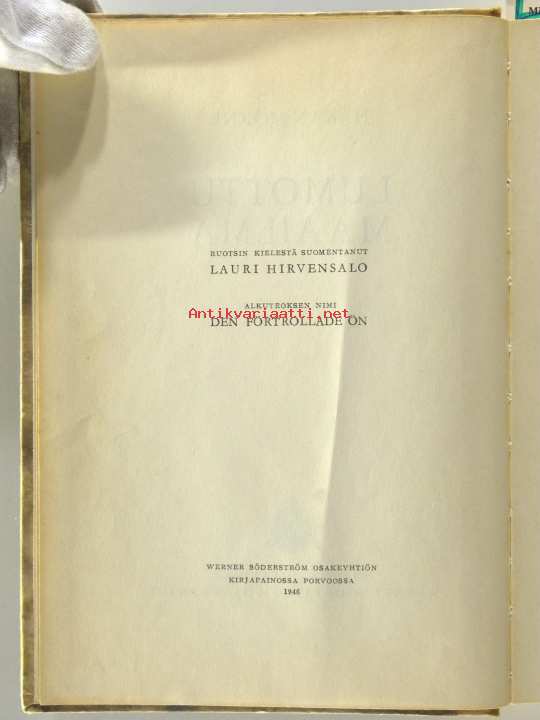 RUOTSIN KIELESTÄ SUOMENTANUT
LAURI HIRVENSALO
ALKUTEOKSEN NIMI
Antikvariaatti.net
DEN FÖRTROLLADE ÖN
WERNER SÖDERSTRÖM OSAKEYHTIÖN
KIRJAPAINOSSA PORVOOSSA
1946